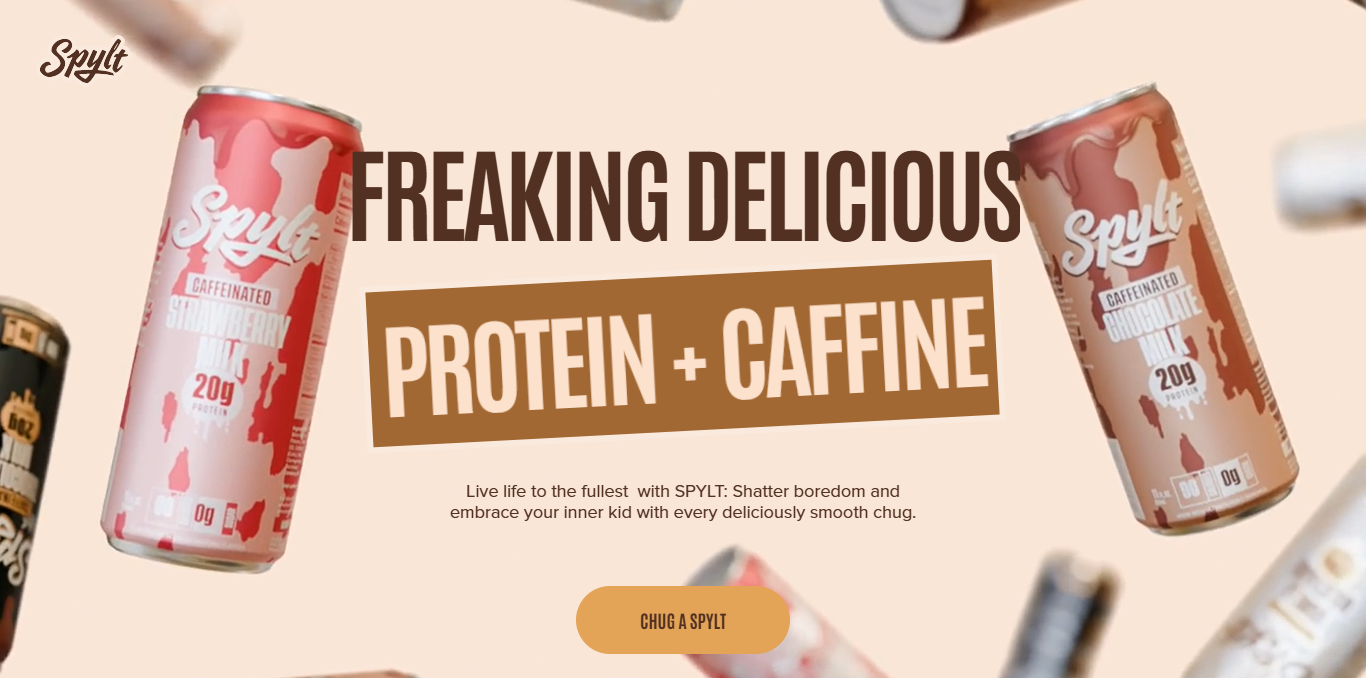 Spylt
FREAKING DELICIOUS
PROTEIN + CAFFINE
Spylt
CAFFEINATED
STRAWBERRY
MILK
20g
PROTEIN
0g
Spylt
CAFFEINATED
CHOCOLATE
MILK
20g
PROTEIN
0g
Live life to the fullest  with SPYLT: Shatter boredom and
embrace your inner kid with every deliciously smooth chug.
CHUG A SPYLT